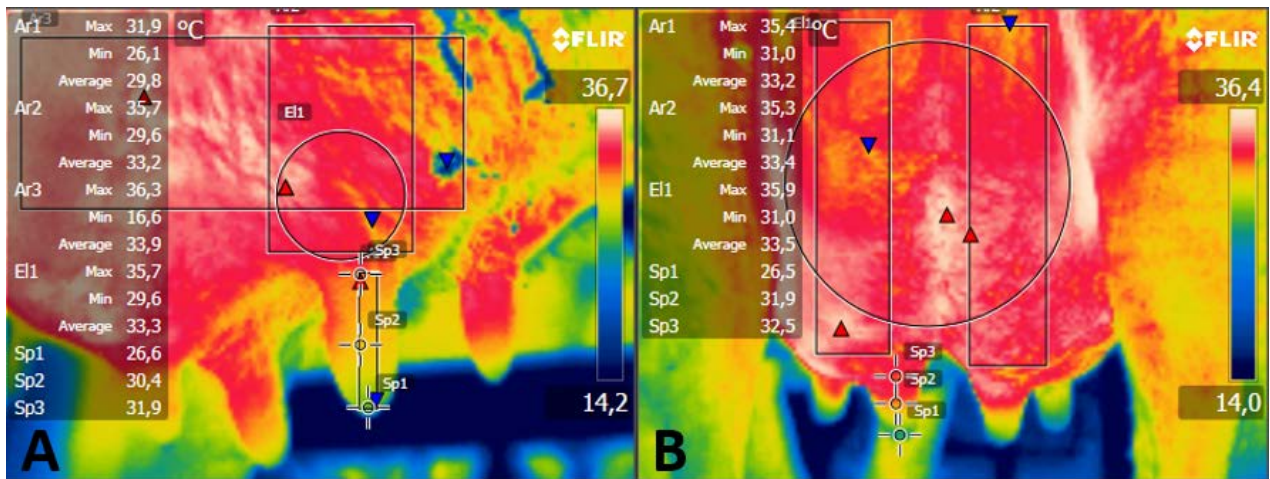 Ar1 Max 31,9 °C
Min 26,1
Average 29,8
Ar2 Max 35,7
Min 29,6
Average 33,2
Ar3 Max 36,3
Min 16,6
Average 33,9
El1 Max 35,7
Min 29,6
Average 33,3
Sp1 26,6
Sp2 30,4
Sp3 31,9
Ar3
El1
Sp3
Sp2
Sp1
FLIR
36,7
14,2
A
Ar1 Max 35,4 °C
Min 31,0
Average 33,2
Ar2 Max 35,3
Min 31,1
Average 33,4
El1 Max 35,9
Min 31,0
Average 33,5
Sp1 26,5
Sp2 31,9
Sp3 32,5
El1
Sp3
Sp2
Sp1
FLIR
36,4
14,0
B